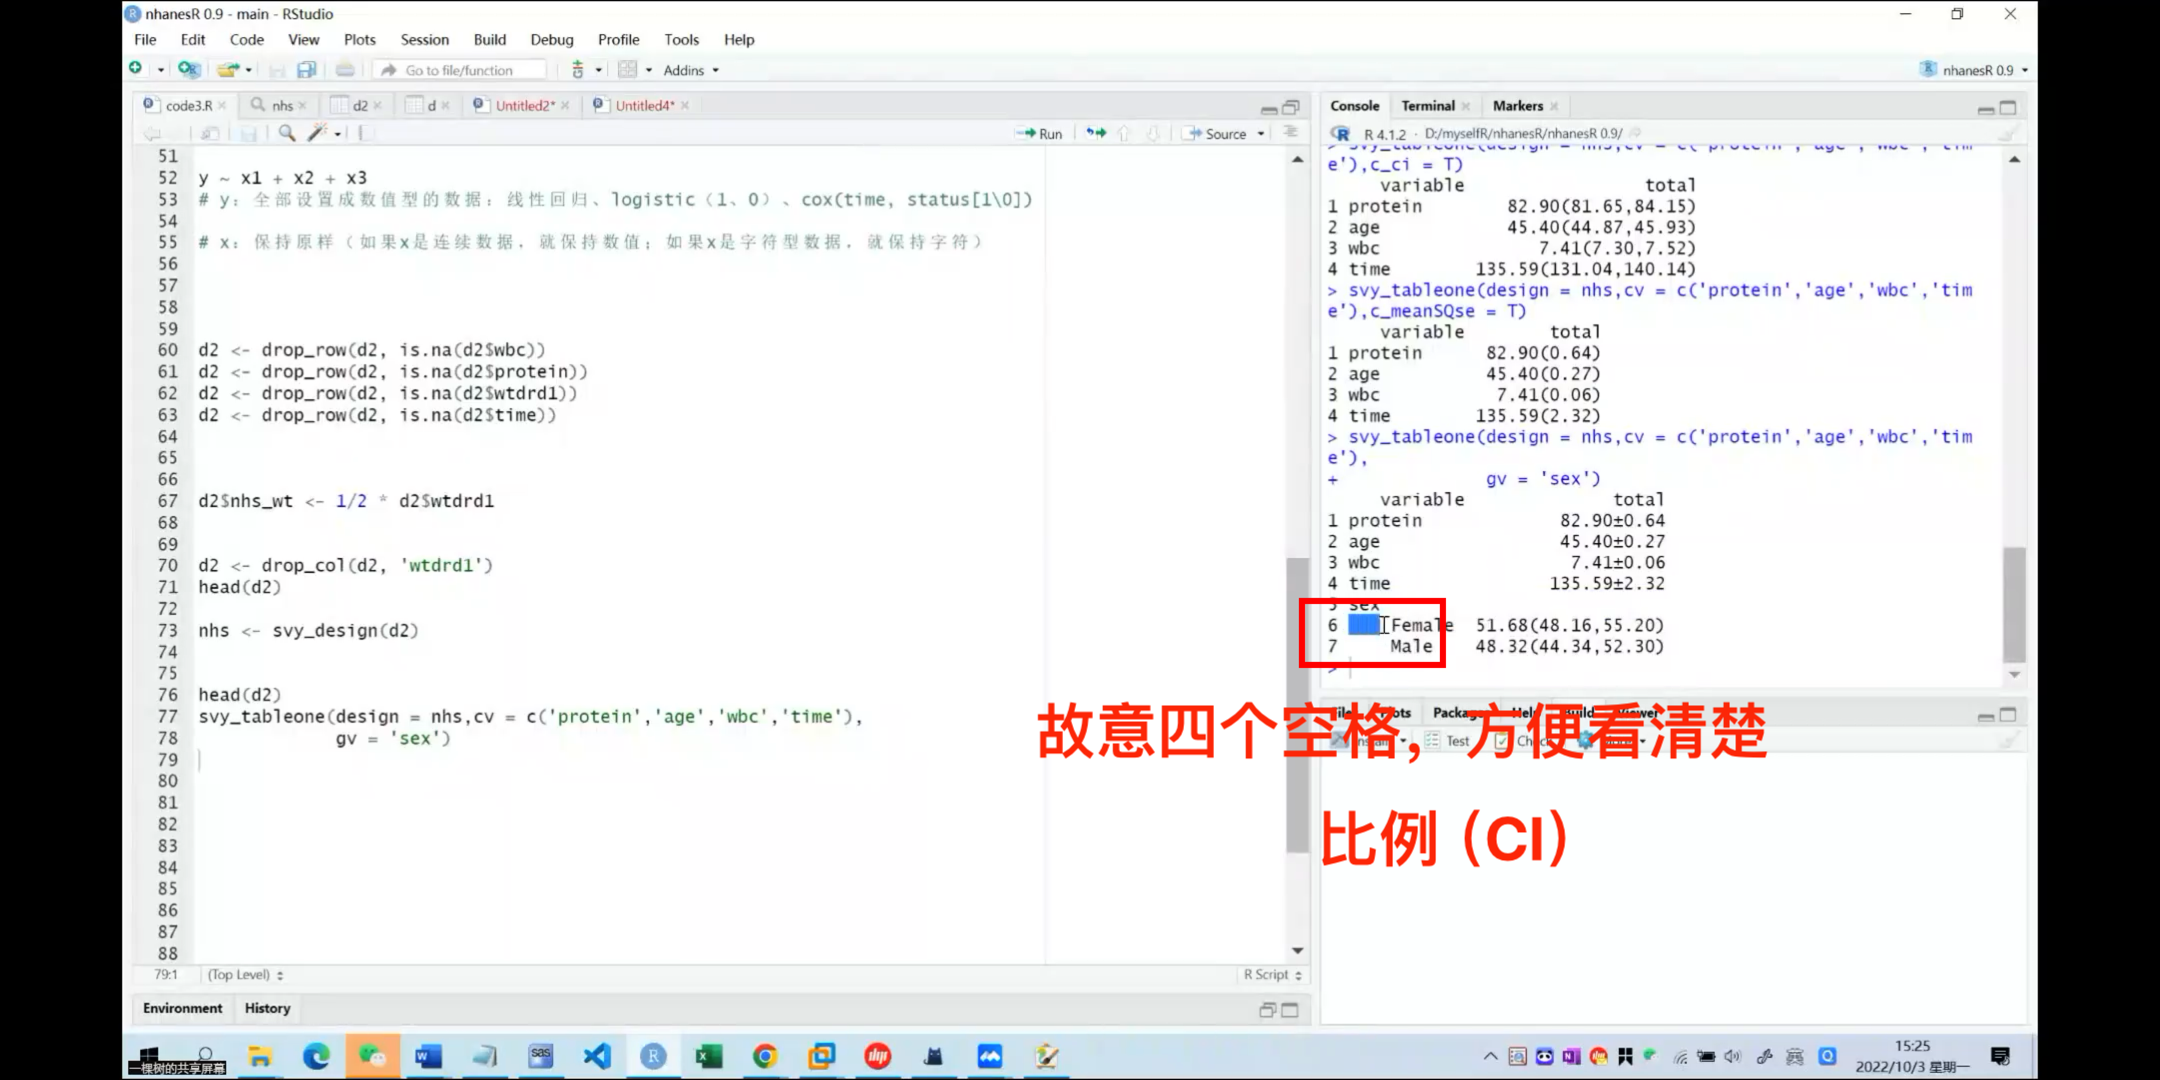 nhanesR 0.9 - main - RStudio
File Edit Code View Plots Session Build Debug Profile Tools Help
Go to file/function Addins nhanesR 0.9
code3.R nhs d2 d Untitled2* Untitled4*
Run Source
51
52 y ~ x1 + x2 + x3
53 # y：全部设置成数值型的数据：线性回归、logistic（1、0）、cox(time, status[1\0])
54
55 # x：保持原样（如果x是连续数据，就保持数值；如果x是字符型数据，就保持字符）
56
57
58
59
60 d2 <- drop_row(d2, is.na(d2$wbc))
61 d2 <- drop_row(d2, is.na(d2$protein))
62 d2 <- drop_row(d2, is.na(d2$wtdrd1))
63 d2 <- drop_row(d2, is.na(d2$time))
64
65
66
67 d2$nhs_wt <- 1/2 * d2$wtdrd1
68
69
70 d2 <- drop_col(d2, 'wtdrd1')
71 head(d2)
72
73 nhs <- svy_design(d2)
74
75
76 head(d2)
77 svy_tableone(design = nhs,cv = c('protein','age','wbc','time'),
78 gv = 'sex')
79
80
81
82
83
84
85
86
87
88
79:1 (Top Level) R Script
Environment History
Console Terminal Markers
R 4.1.2 · D:/myselfR/nhanesR/nhanesR 0.9/
> svy_tableone(design = nhs,cv = c('protein','age','wbc','tim
e'),c_ci = T)
variable total
1 protein 82.90(81.65,84.15)
2 age 45.40(44.87,45.93)
3 wbc 7.41(7.30,7.52)
4 time 135.59(131.04,140.14)
> svy_tableone(design = nhs,cv = c('protein','age','wbc','tim
e'),c_meanSQse = T)
variable total
1 protein 82.90(0.64)
2 age 45.40(0.27)
3 wbc 7.41(0.06)
4 time 135.59(2.32)
> svy_tableone(design = nhs,cv = c('protein','age','wbc','tim
e'),
+ gv = 'sex')
variable total
1 protein 82.90±0.64
2 age 45.40±0.27
3 wbc 7.41±0.06
4 time 135.59±2.32
5 sex
6 Female 51.68(48.16,55.20)
7 Male 48.32(44.34,52.30)
>
Files Plots Packages Help Build Viewer
Install Test Check
故意四个空格，方便看清楚
比例（CI）
一棵树的共享屏幕
15:25
2022/10/3 星期一